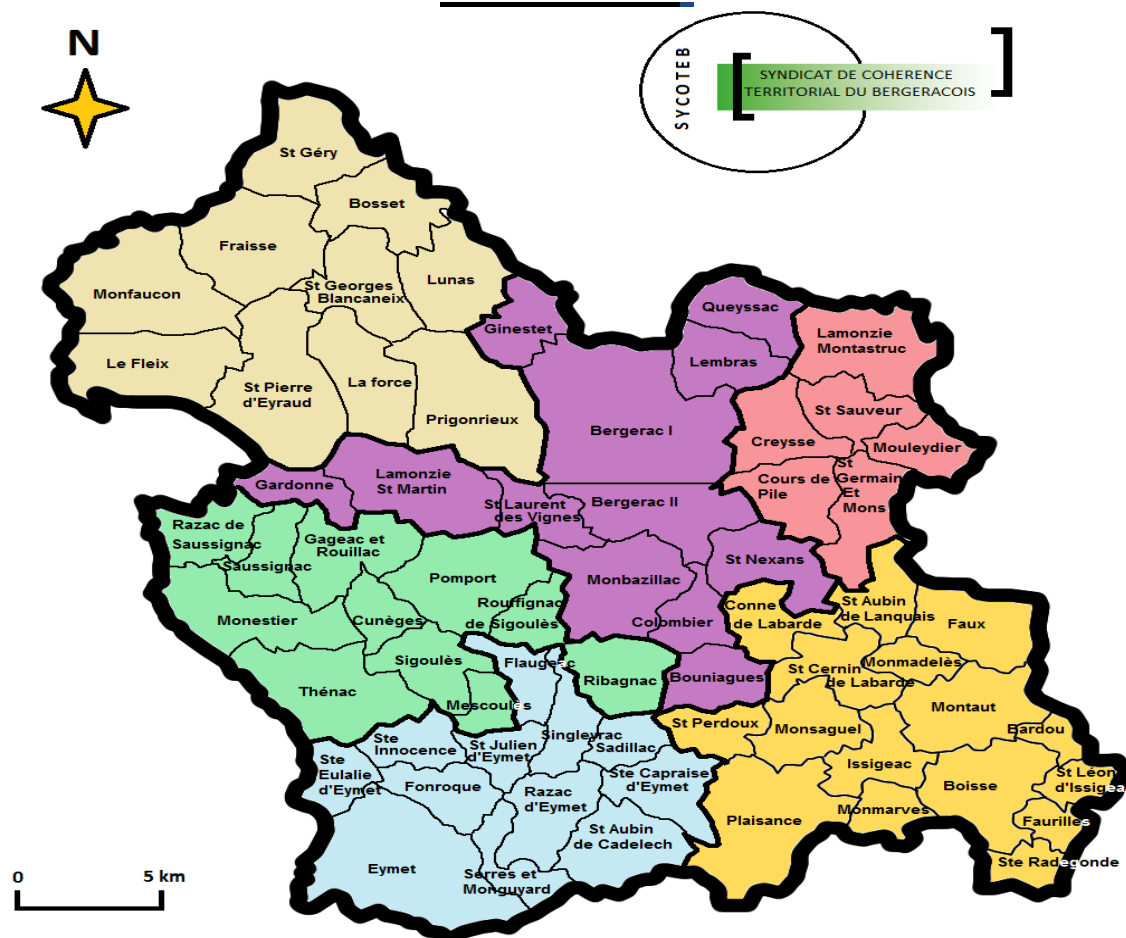 N
SYCOTEB
SYNDICAT DE COHERENCE
TERRITORIAL DU BERGERACOIS
St Géry
Bosset
Fraisse
Lunas
St Georges
Blancaneix
Monfaucon
Le Fleix
St Pierre
d'Eyraud
La force
Prigonrieux
Ginestet
Queyssac
Lembras
Lamonzie
Montastruc
St Sauveur
Creysse
Mouleydier
Bergerac I
Cours de
Pile
St
Germain
Et
Mons
Gardonne
Lamonzie
St Martin
St Laurent
des Vignes
Bergerac II
Razac de
Saussignac
Saussignac
Gageac et
Rouillac
Pomport
Monbazillac
St Nexans
Monestier
Cunèges
Rouffignac
de Sigoulès
Colombier
Conne
de Labarde
St Aubin
de Lanquais
Faux
Sigoulès
Flaugeac
Ribagnac
Bouniagues
St Cernin
de Labarde
Monmadelès
Thénac
Mescoulès
St Perdoux
Monsaguel
Montaut
Bardou
Ste
Innocence
St Julien
d'Eymet
Singleyrac
Sadillac
Ste
Eulalie
d'Eymet
Fonroque
Razac
d'Eymet
Ste Capraise
d'Eymet
Issigeac
Boisse
St Léon
d'Issigea
Plaisance
Monmarves
Faurilles
St Aubin
de Cadelech
Eymet
Serres et
Monguyard
Ste Radegonde
0 5 km